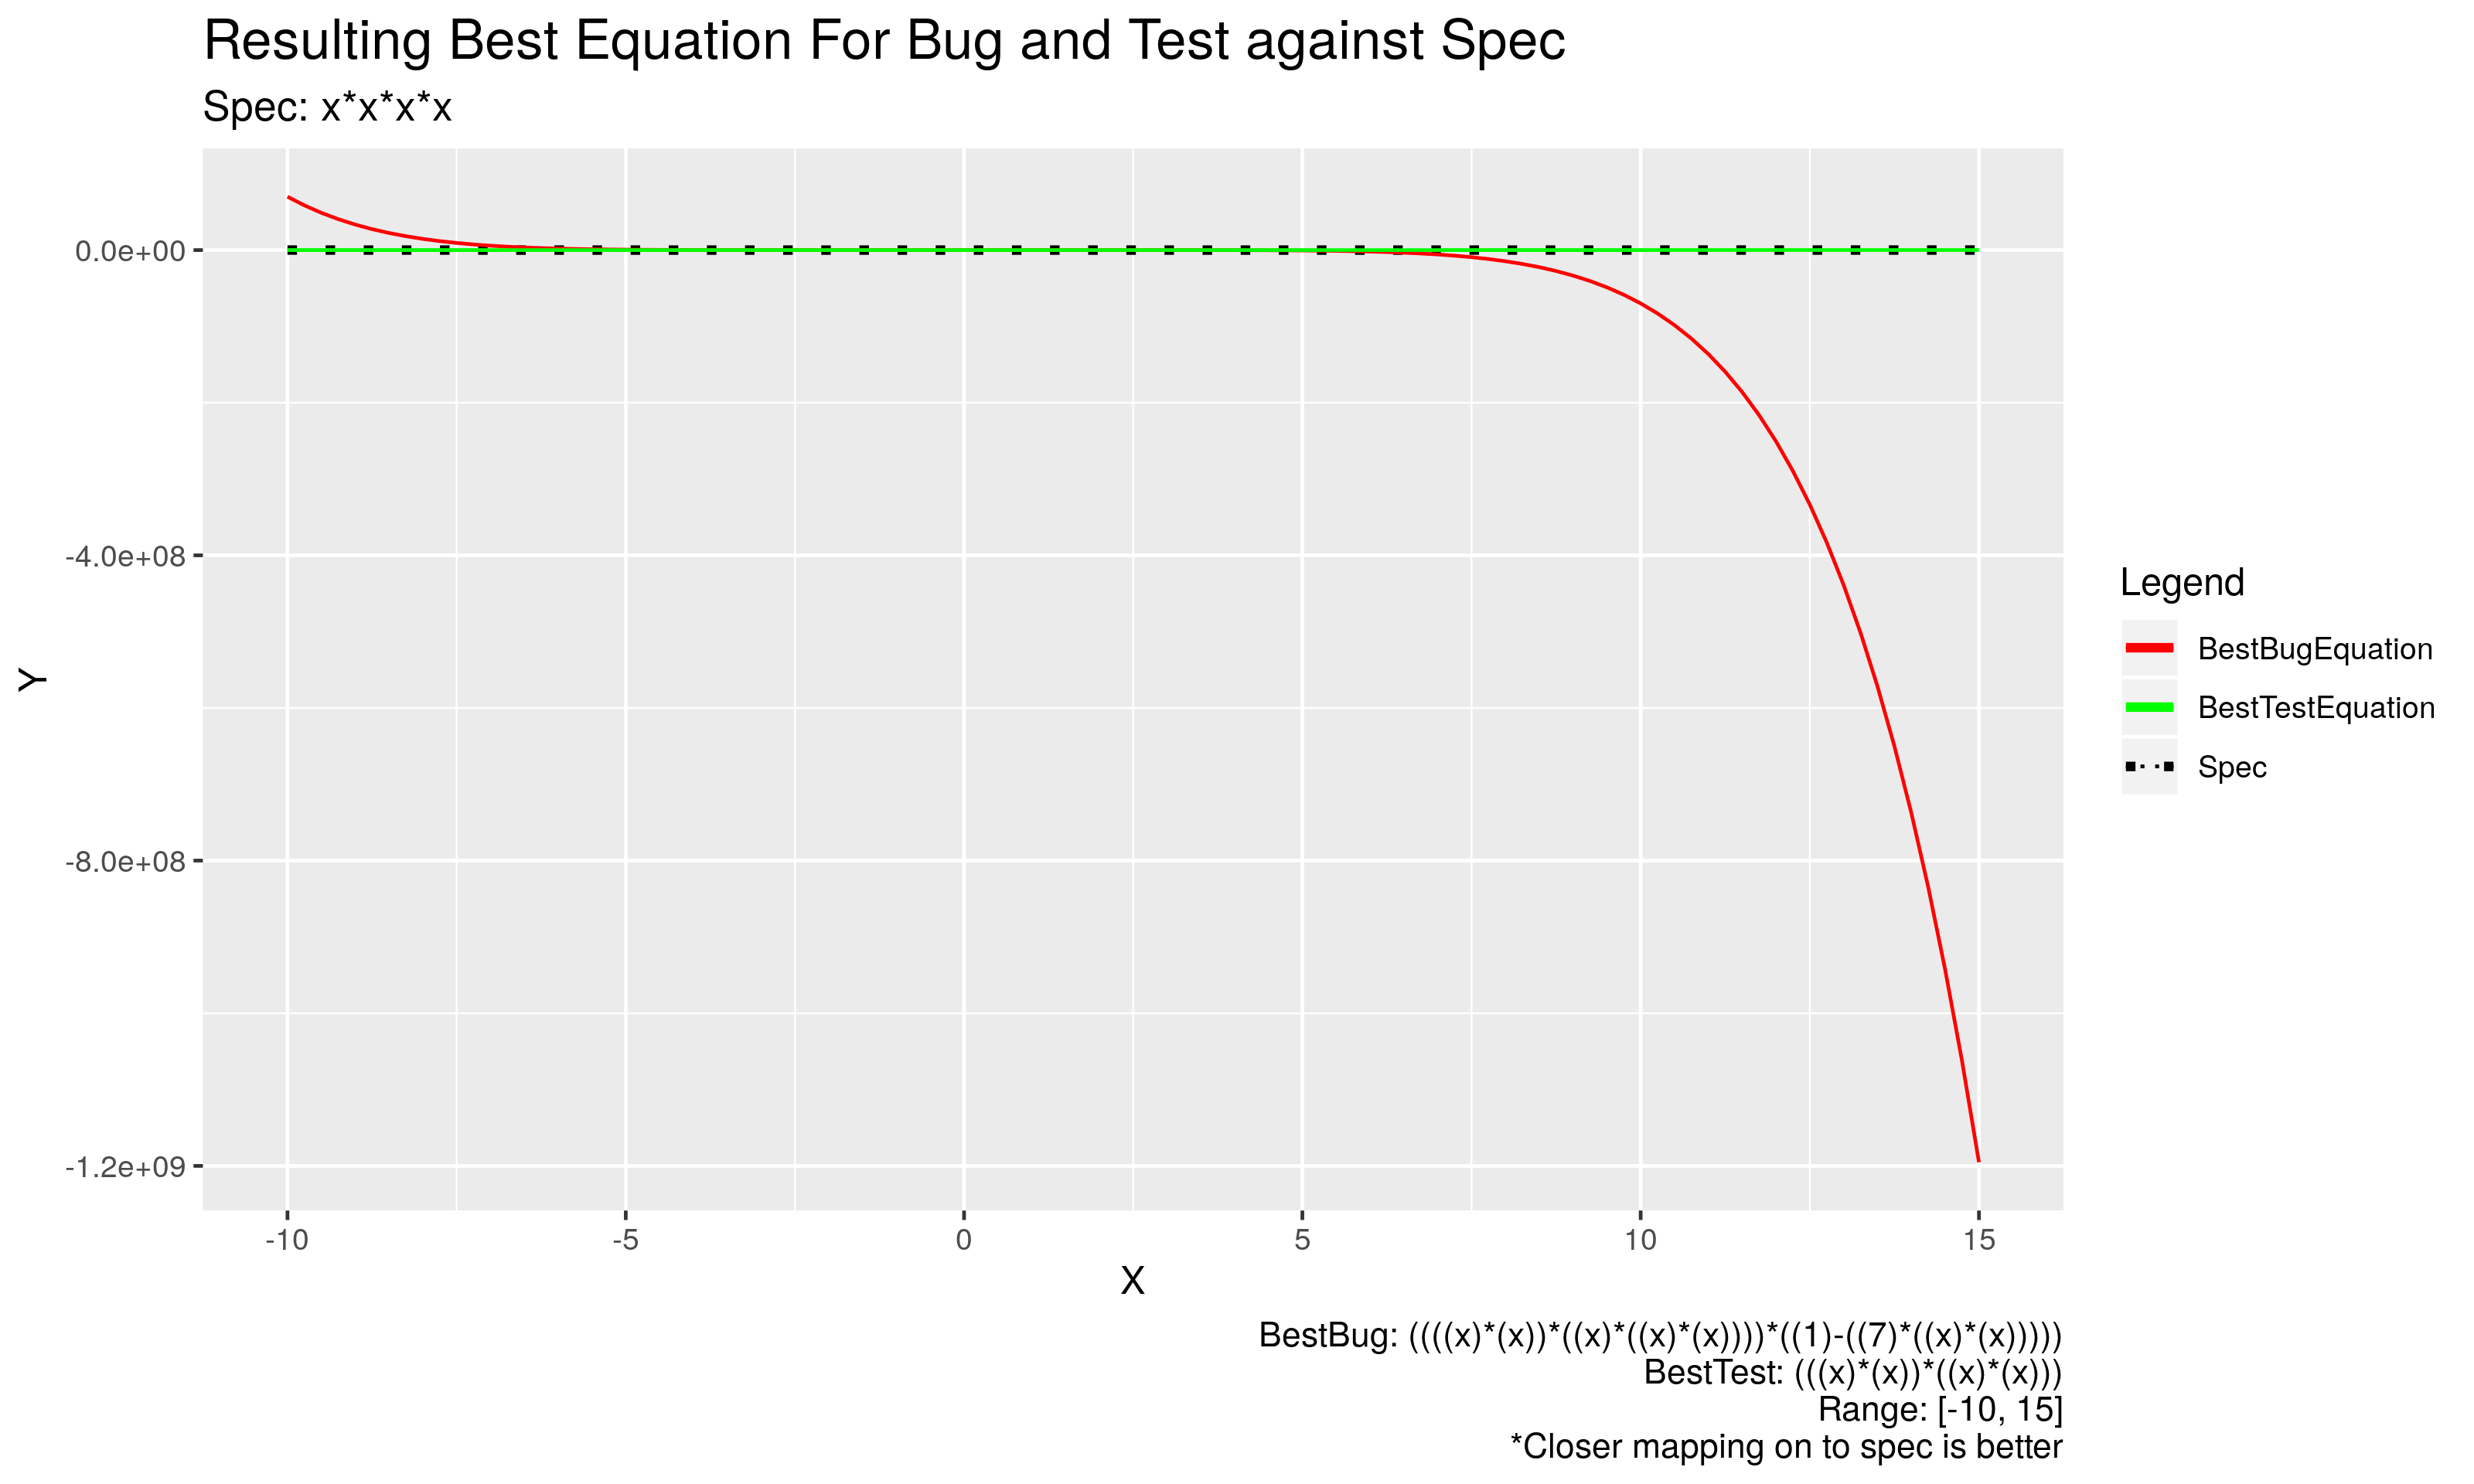 Resulting Best Equation For Bug and Test against Spec
Spec: x*x*x*x
Y
0.0e+00
-4.0e+08
-8.0e+08
-1.2e+09
-10
-5
0
5
10
15
X
Legend
BestBugEquation
BestTestEquation
Spec
BestBug: ((((x)*(x))*((x)*((x)*(x))))*((1)-((7)*((x)*(x)))))
BestTest: (((x)*(x))*((x)*(x)))
Range: [-10, 15]
*Closer mapping on to spec is better